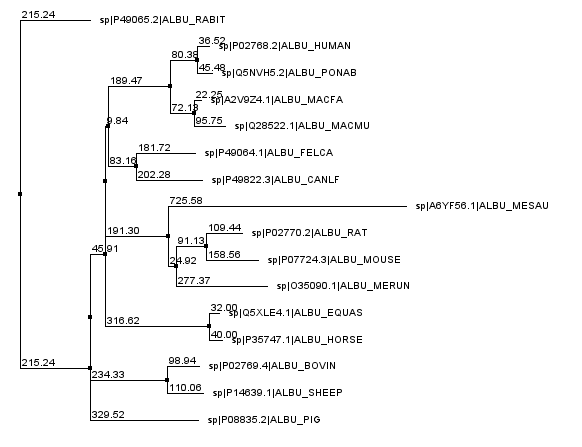 215.24
sp|P49065.2|ALBU_RABIT
36.52
sp|P02768.2|ALBU_HUMAN
80.38
45.48
sp|Q5NVH5.2|ALBU_PONAB
189.47
22.25
sp|A2V9Z4.1|ALBU_MACFA
72.13
95.75
sp|Q28522.1|ALBU_MACMU
9.84
181.72
sp|P49064.1|ALBU_FELCA
83.16
202.28
sp|P49822.3|ALBU_CANLF
725.58
sp|A6YF56.1|ALBU_MESAU
191.30
109.44
sp|P02770.2|ALBU_RAT
91.13
158.56
sp|P07724.3|ALBU_MOUSE
24.92
277.37
sp|O35090.1|ALBU_MERUN
45.91
32.00
sp|Q5XLE4.1|ALBU_EQUAS
316.62
40.00
sp|P35747.1|ALBU_HORSE
215.24
98.94
sp|P02769.4|ALBU_BOVIN
234.33
110.06
sp|P14639.1|ALBU_SHEEP
329.52
sp|P08835.2|ALBU_PIG